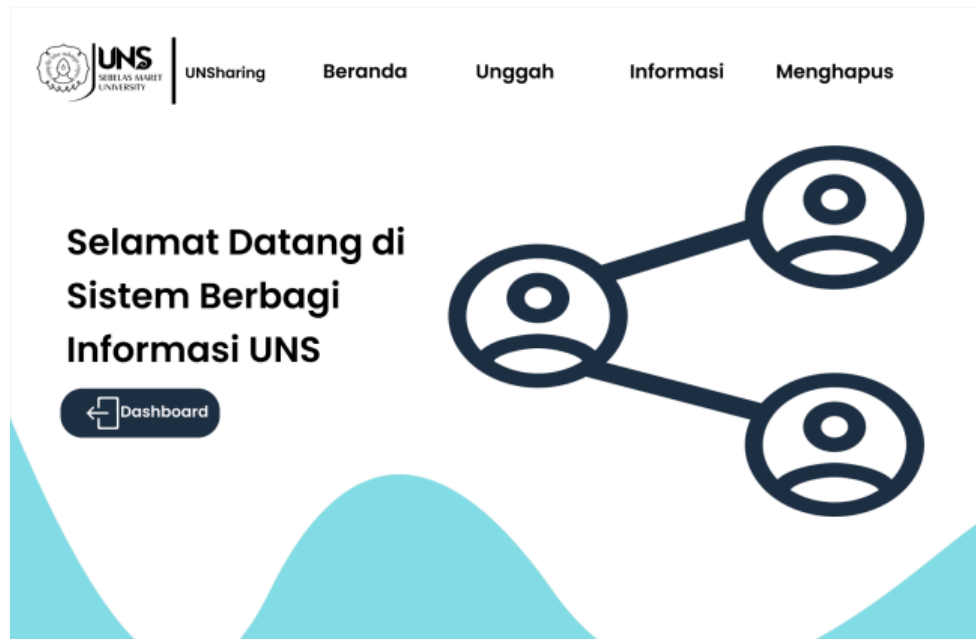 UNS
SEBELAS MARET
UNIVERSITY
UNSharing
Beranda
Unggah
Informasi
Menghapus
Selamat Datang di
Sistem Berbagi
Informasi UNS
Dashboard